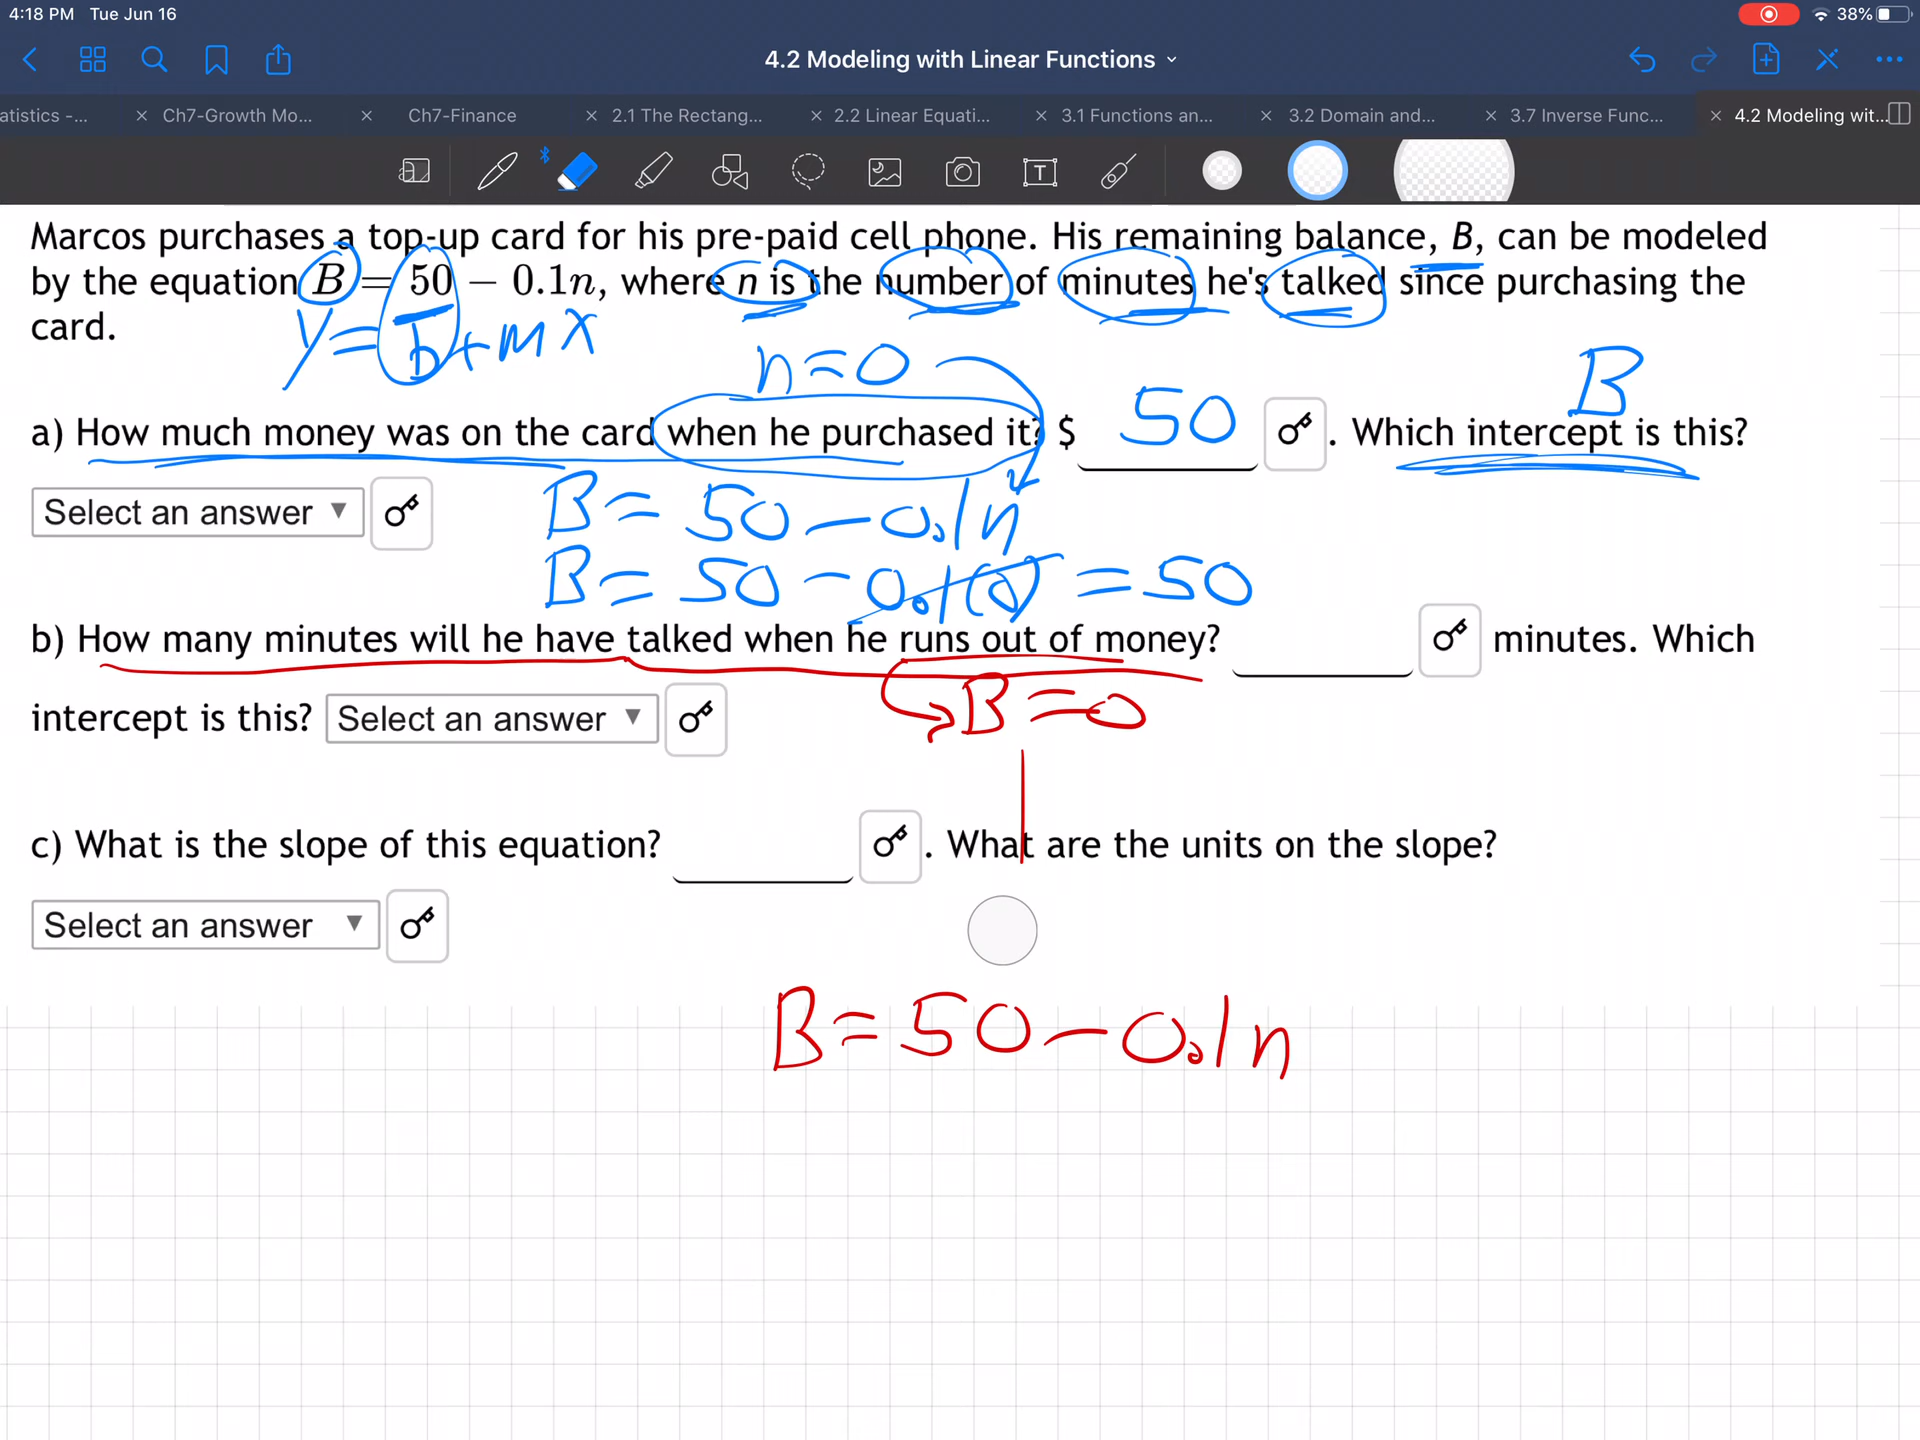 4:18 PM Tue Jun 16
38%
4.2 Modeling with Linear Functions
atistics -... × Ch7-Growth Mo... × Ch7-Finance × 2.1 The Rectang... × 2.2 Linear Equati... × 3.1 Functions an... × 3.2 Domain and... × 3.7 Inverse Func... × 4.2 Modeling wit...
T
Marcos purchases a top-up card for his pre-paid cell phone. His remaining balance, B, can be modeled
by the equation B = 50 − 0.1n, where n is the number of minutes he's talked since purchasing the
card.
y = b + m x
n = 0
B
a) How much money was on the card when he purchased it? $ 50 . Which intercept is this?
Select an answer
B = 50 − 0.1n
B = 50 − 0.1(0) = 50
b) How many minutes will he have talked when he runs out of money? minutes. Which
intercept is this? Select an answer
B = 0
c) What is the slope of this equation? . What are the units on the slope?
Select an answer
B = 50 − 0.1n